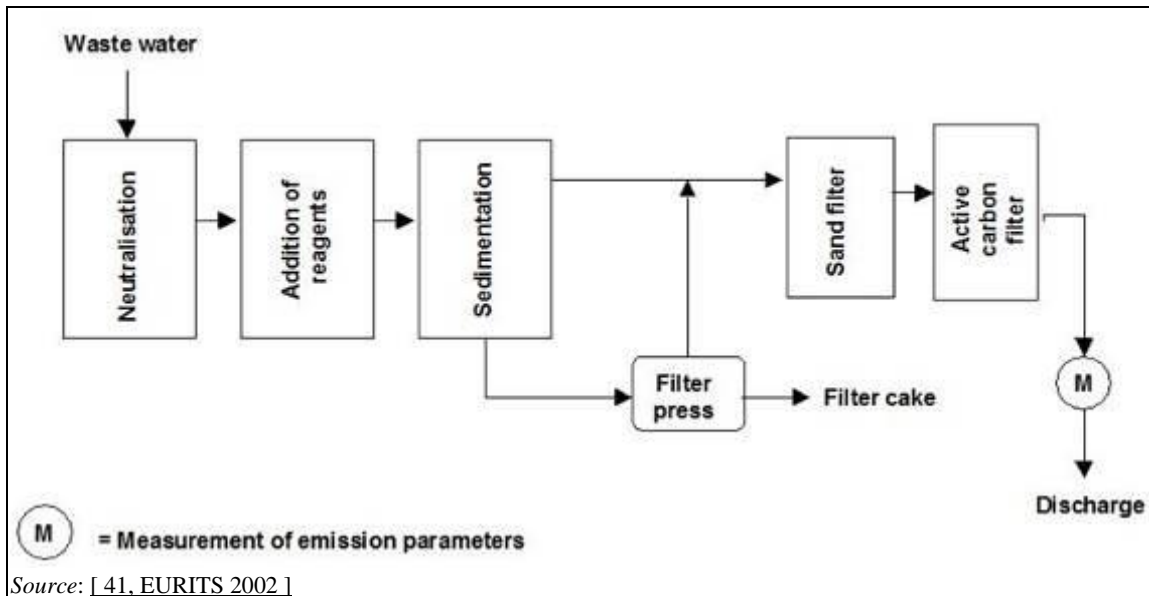 Waste water
Neutralisation
Addition of
reagents
Sedimentation
Sand filter
Active
carbon
filter
Filter
press
Filter cake
M
Discharge
M = Measurement of emission parameters
Source: [ 41, EURITS 2002 ]